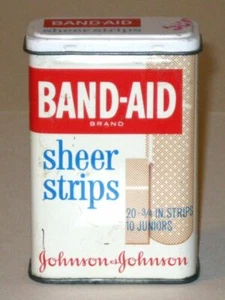 BAND-AID
sheer strips
BAND-AID
BRAND
sheer
strips
20-3/4 IN. STRIPS
10 JUNIORS
Johnson & Johnson